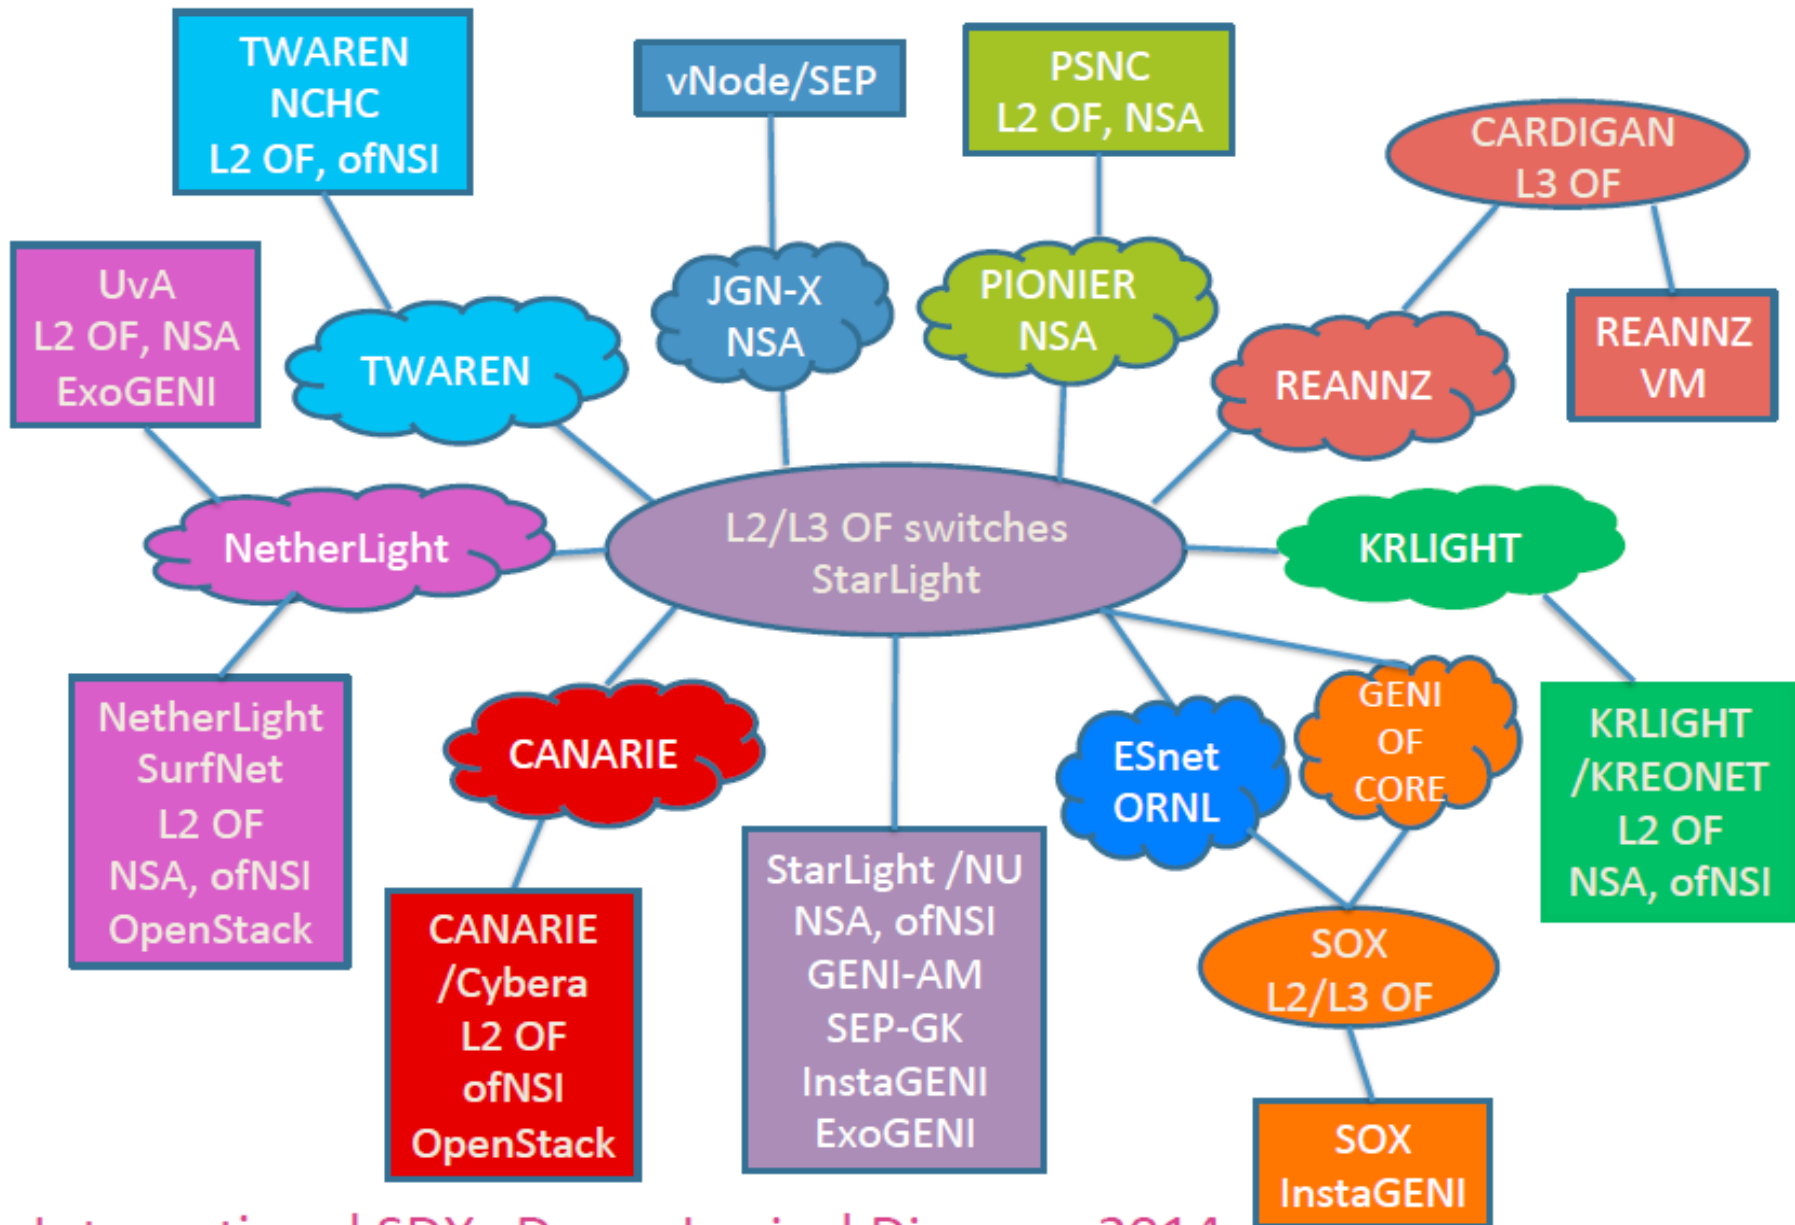 TWAREN
NCHC
L2 OF, ofNSI
vNode/SEP
PSNC
L2 OF, NSA
CARDIGAN
L3 OF
UvA
L2 OF, NSA
ExoGENI
TWAREN
JGN-X
NSA
PIONIER
NSA
REANNZ
REANNZ
VM
NetherLight
L2/L3 OF switches
StarLight
KRLIGHT
NetherLight
SurfNet
L2 OF
NSA, ofNSI
OpenStack
CANARIE
ESnet
ORNL
GENI
OF
CORE
KRLIGHT
/KREONET
L2 OF
NSA, ofNSI
CANARIE
/Cybera
L2 OF
ofNSI
OpenStack
StarLight /NU
NSA, ofNSI
GENI-AM
SEP-GK
InstaGENI
ExoGENI
SOX
L2/L3 OF
SOX
InstaGENI